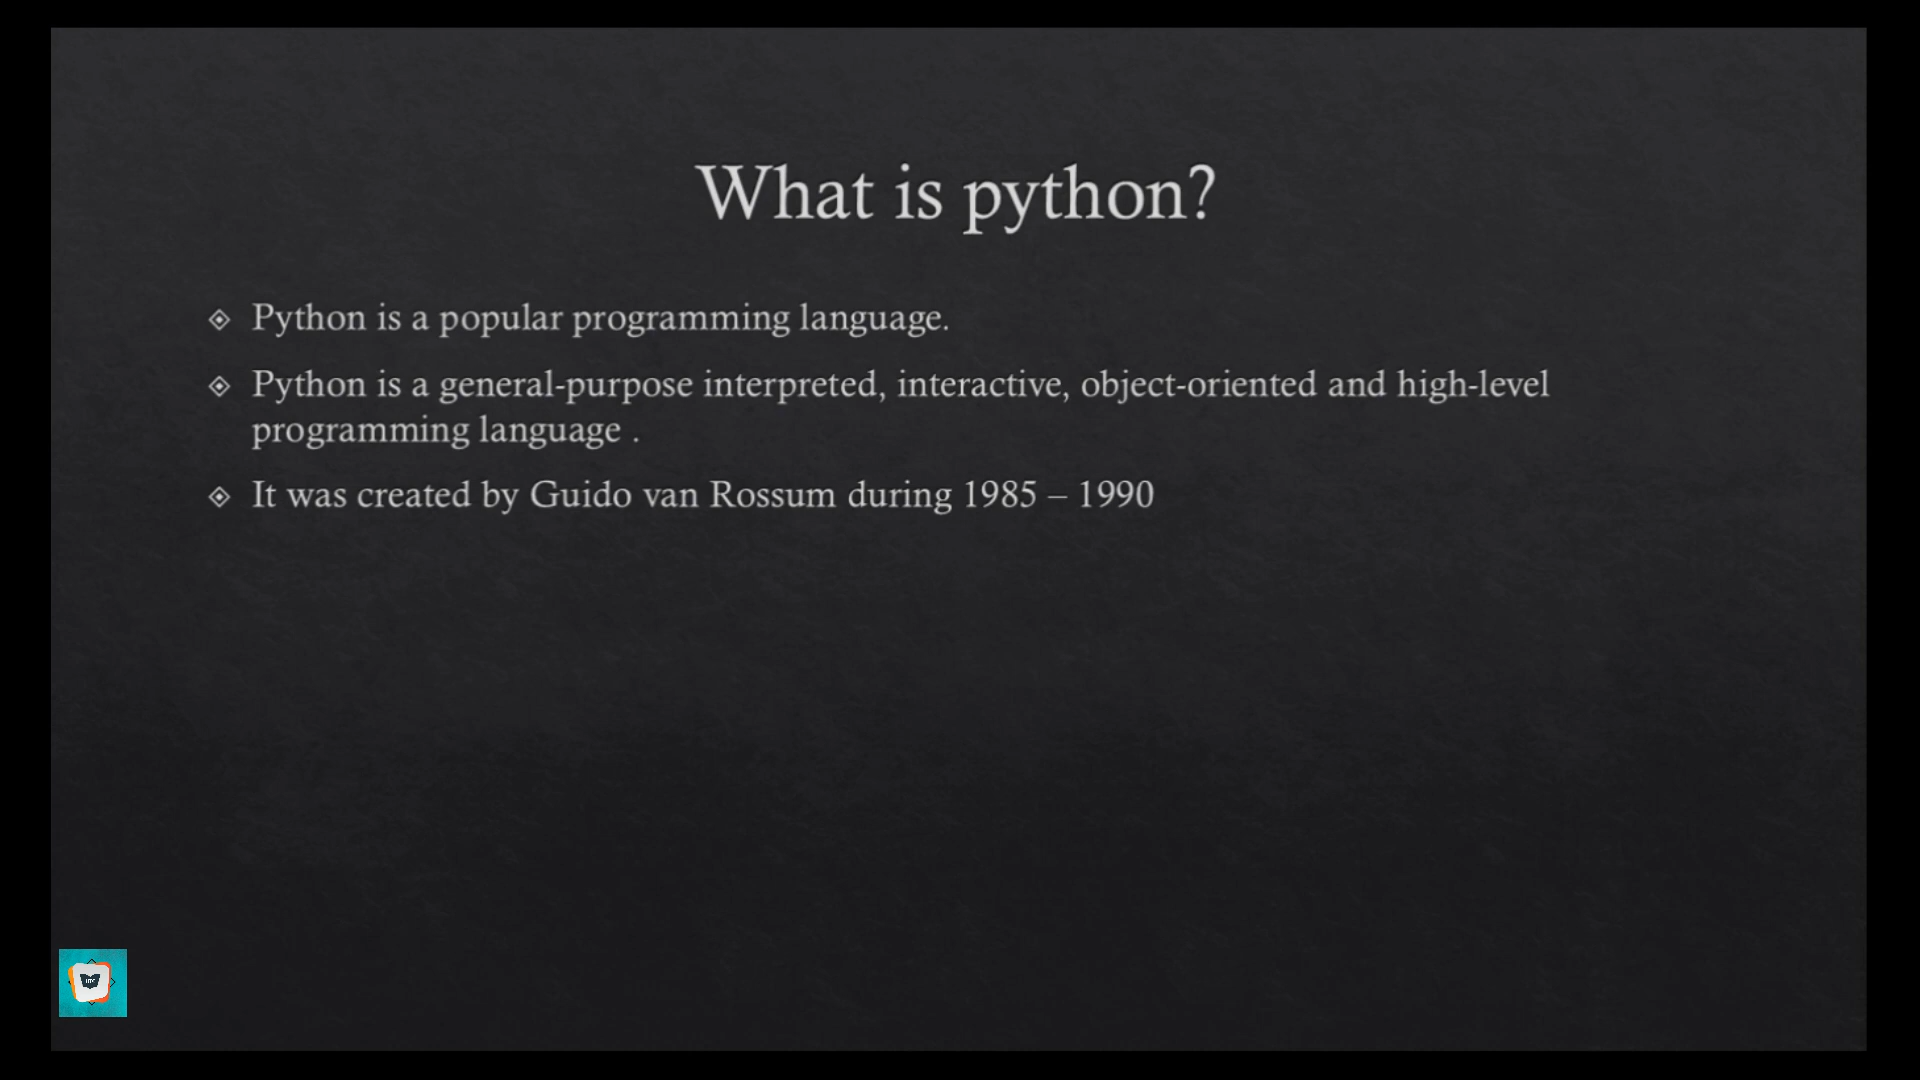 What is python?
Python is a popular programming language.
Python is a general-purpose interpreted, interactive, object-oriented and high-level
programming language .
It was created by Guido van Rossum during 1985 – 1990